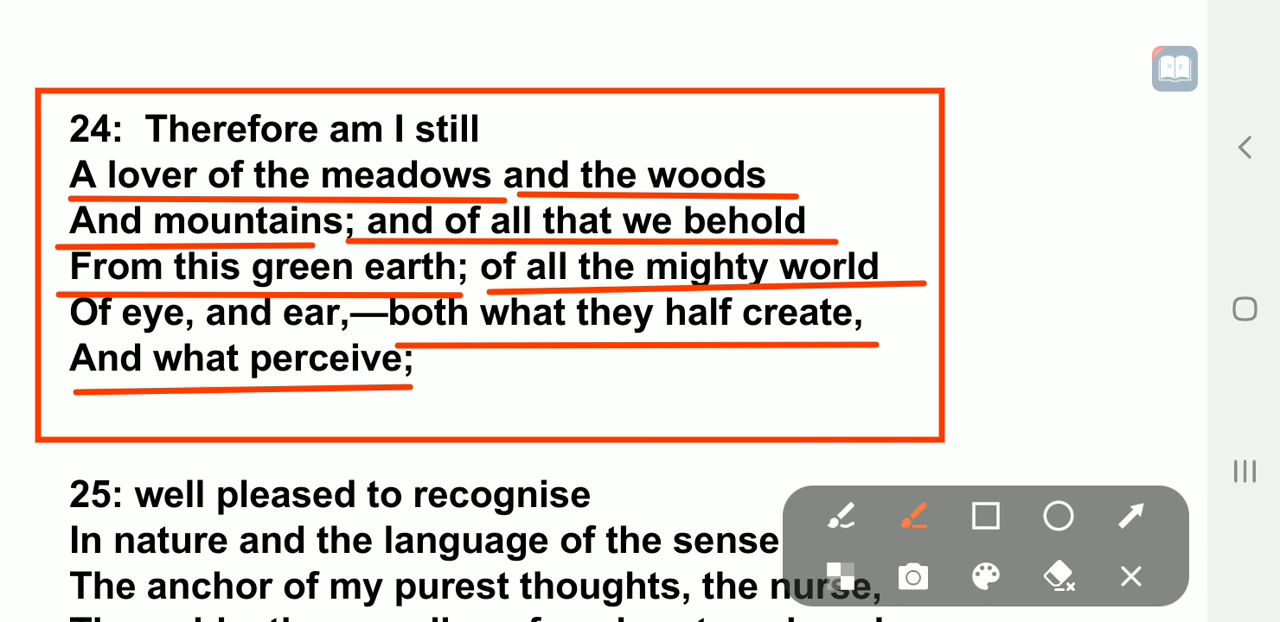 24: Therefore am I still
A lover of the meadows and the woods
And mountains; and of all that we behold
From this green earth; of all the mighty world
Of eye, and ear,—both what they half create,
And what perceive;
25: well pleased to recognise
In nature and the language of the sense
The anchor of my purest thoughts, the nurse,